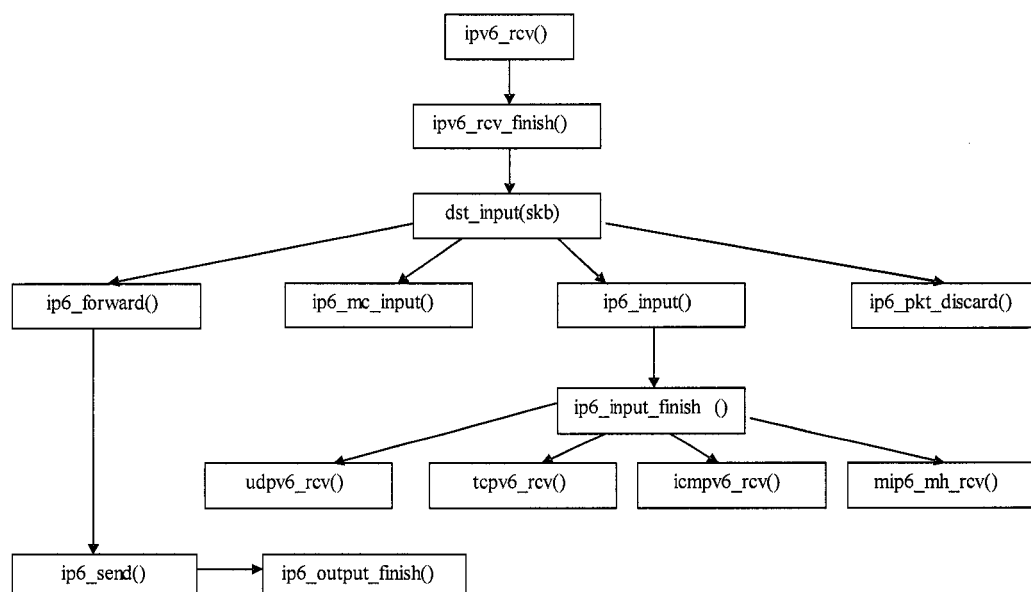 ipv6_rcv()
ipv6_rcv_finish()
dst_input(skb)
ip6_forward()
ip6_mc_input()
ip6_input()
ip6_pkt_discard()
ip6_input_finish ()
udpv6_rcv()
tcpv6_rcv()
icmpv6_rcv()
mip6_mh_rcv()
ip6_send()
ip6_output_finish()